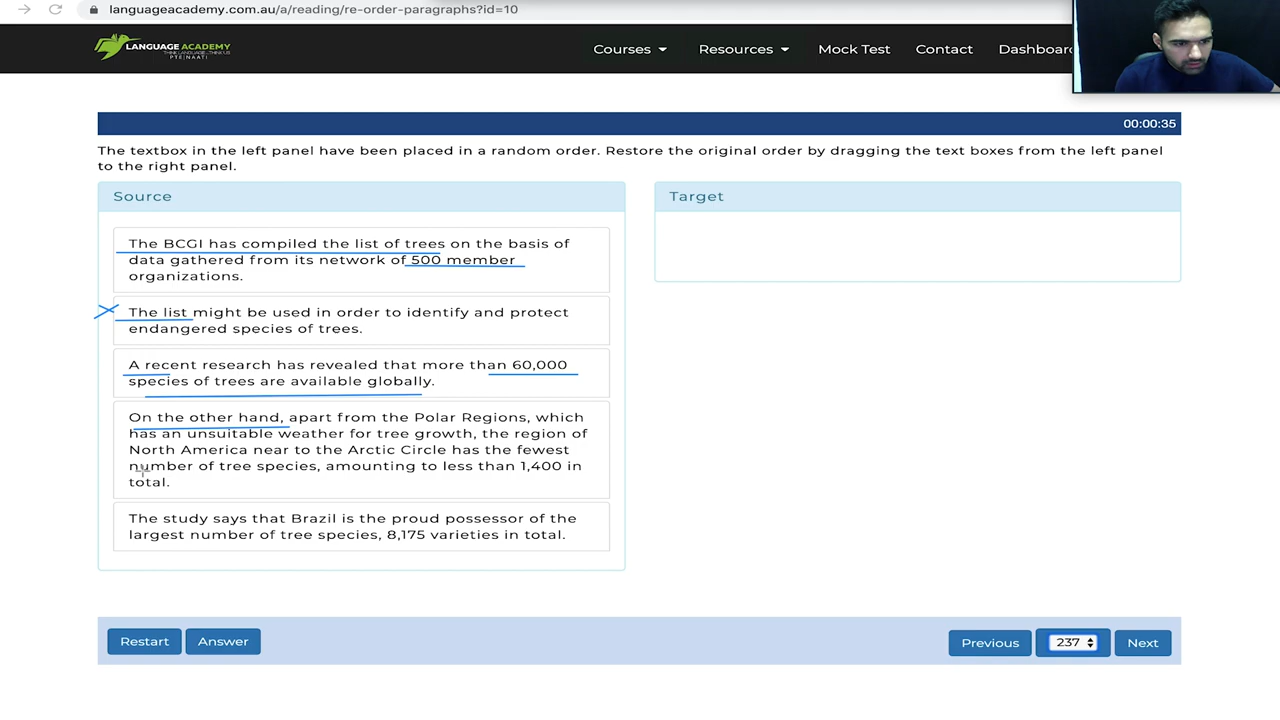 languageacademy.com.au/a/reading/re-order-paragraphs?id=10
LANGUAGE ACADEMY
THINK LANGUAGE - THINK US
PTE|NAATI
Courses Resources Mock Test Contact Dashboard
00:00:35
The textbox in the left panel have been placed in a random order. Restore the original order by dragging the text boxes from the left panel
to the right panel.
Source
Target
The BCGI has compiled the list of trees on the basis of
data gathered from its network of 500 member
organizations.
The list might be used in order to identify and protect
endangered species of trees.
A recent research has revealed that more than 60,000
species of trees are available globally.
On the other hand, apart from the Polar Regions, which
has an unsuitable weather for tree growth, the region of
North America near to the Arctic Circle has the fewest
number of tree species, amounting to less than 1,400 in
total.
The study says that Brazil is the proud possessor of the
largest number of tree species, 8,175 varieties in total.
Restart Answer Previous 237 Next